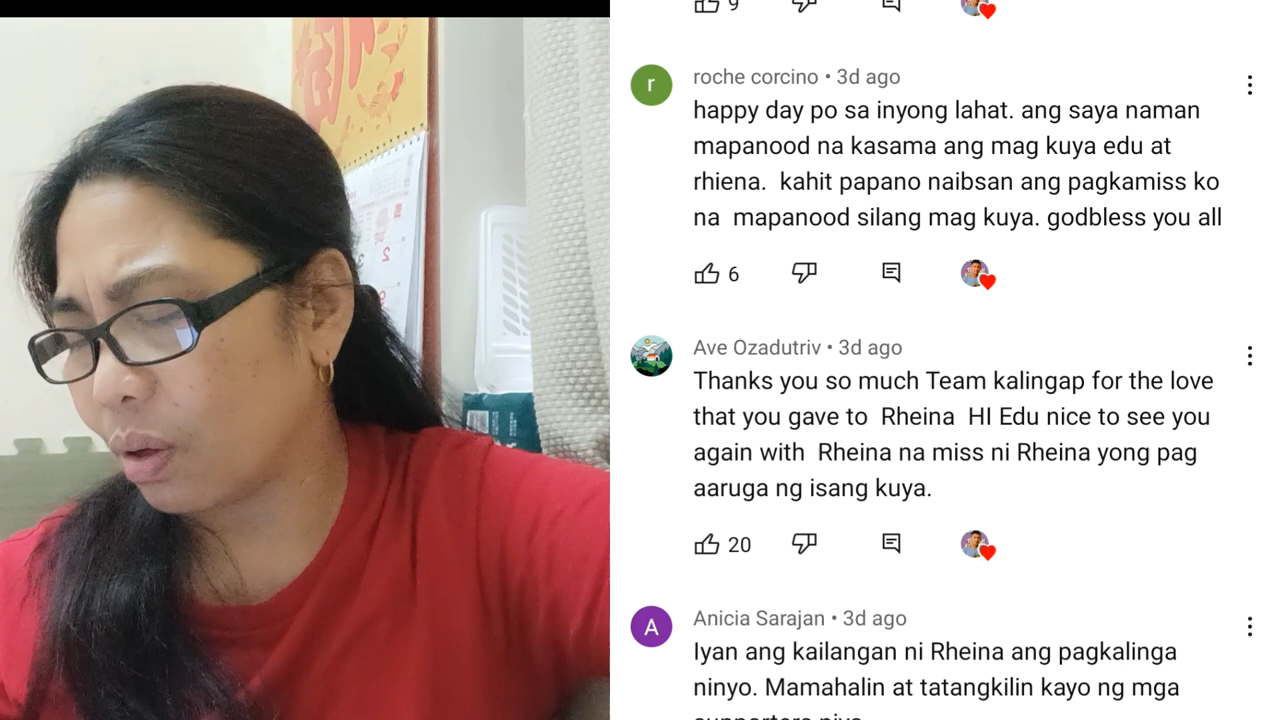 9
roche corcino • 3d ago
happy day po sa inyong lahat. ang saya naman
mapanood na kasama ang mag kuya edu at
rhiena. kahit papano naibsan ang pagkamiss ko
na mapanood silang mag kuya. godbless you all
6
Ave Ozadutriv • 3d ago
Thanks you so much Team kalingap for the love
that you gave to Rheina HI Edu nice to see you
again with Rheina na miss ni Rheina yong pag
aaruga ng isang kuya.
20
Anicia Sarajan • 3d ago
Iyan ang kailangan ni Rheina ang pagkalinga
ninyo. Mamahalin at tatangkilin kayo ng mga
r
A
2